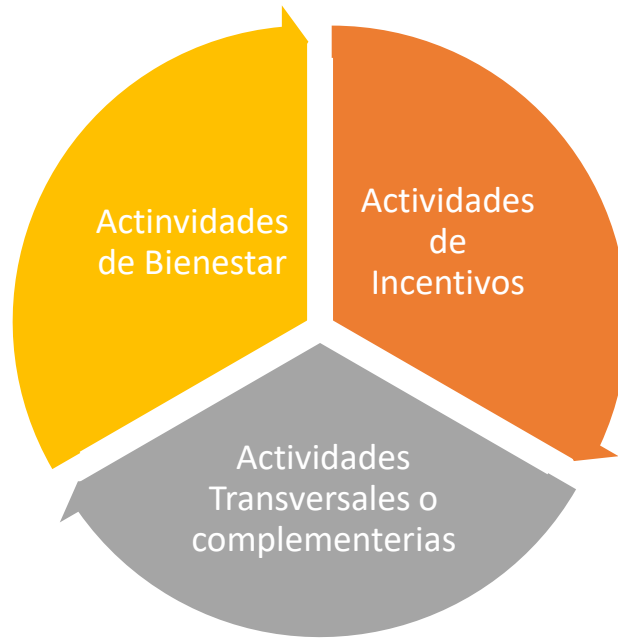 Actinvidades
de Bienestar
Actividades
de
Incentivos
Actividades
Transversales o
complementerias